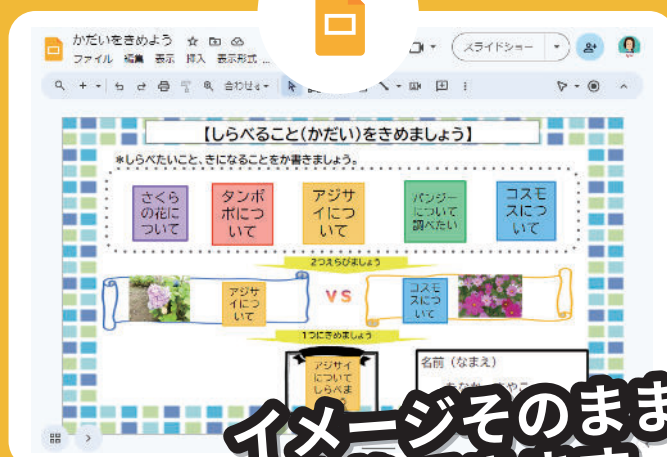 かだいをきめよう
ファイル 編集 表示 挿入 表示形式 ...
スライドショー
合わせる
【しらべること(かだい)をきめましょう】
*しらべたいこと、きになることをか書きましょう。
さくら
の花に
ついて
タンポ
ポにつ
いて
アジサ
イにつ
いて
パンジー
について
調べたい
コスモ
スにつ
いて
2つえらびましょう
アジサ
イにつ
いて
VS
コスモ
スにつ
いて
1つにきめましょう
アジサイ
について
しらべま
名前(なまえ)
イメージそのまま